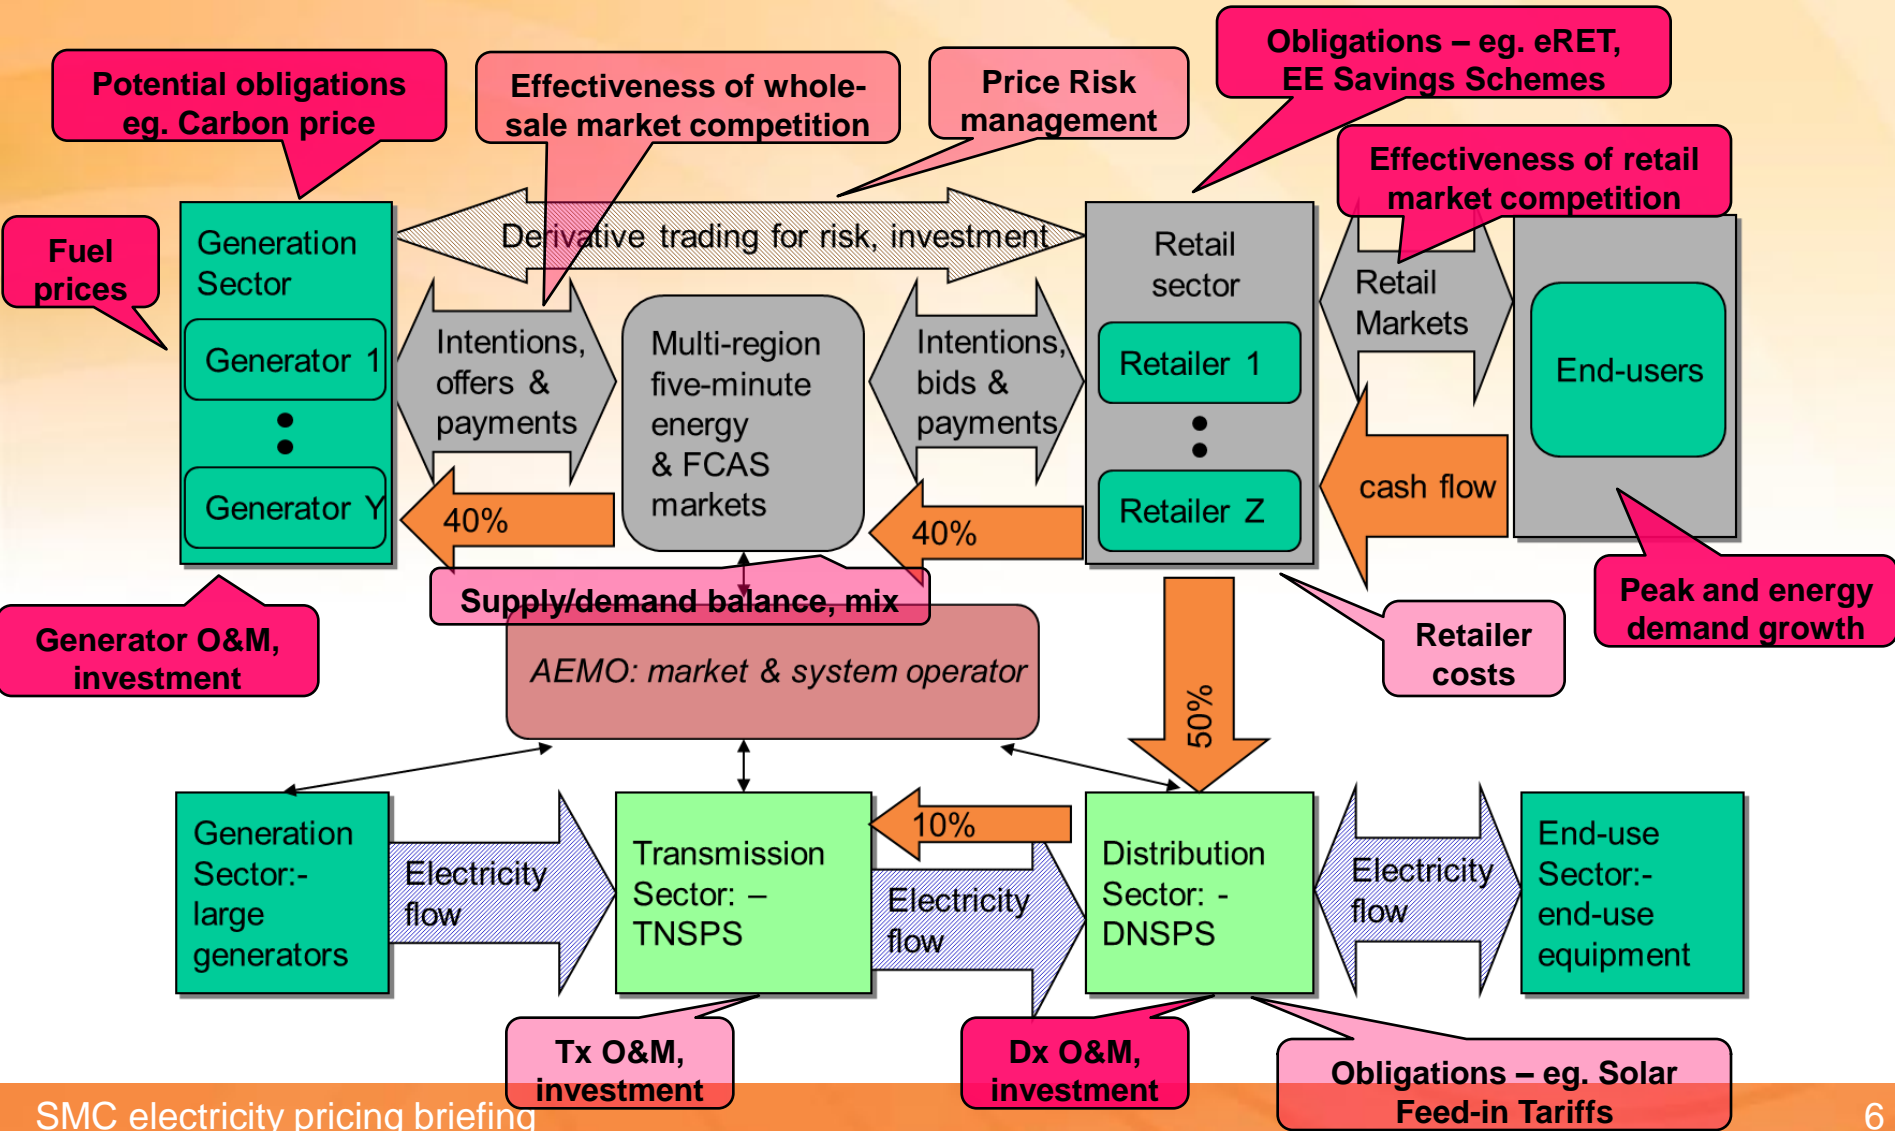 Obligations – eg. eRET,
EE Savings Schemes
Potential obligations
eg. Carbon price
Effectiveness of whole-
sale market competition
Price Risk
management
Effectiveness of retail
market competition
Fuel
prices
Generation
Sector
Generator 1
Generator Y
Derivative trading for risk, investment
Intentions,
offers &
payments
Multi-region
five-minute
energy
& FCAS
markets
Intentions,
bids &
payments
Retail
sector
Retailer 1
Retailer Z
Retail
Markets
End-users
cash flow
40%
40%
Supply/demand balance, mix
Generator O&M,
investment
AEMO: market & system operator
50%
Retailer
costs
Peak and energy
demand growth
Generation
Sector:-
large
generators
Electricity
flow
Transmission
Sector: –
TNSPS
10%
Electricity
flow
Distribution
Sector: -
DNSPS
Electricity
flow
End-use
Sector:-
end-use
equipment
Tx O&M,
investment
Dx O&M,
investment
Obligations – eg. Solar
Feed-in Tariffs
SMC electricity pricing briefing
6